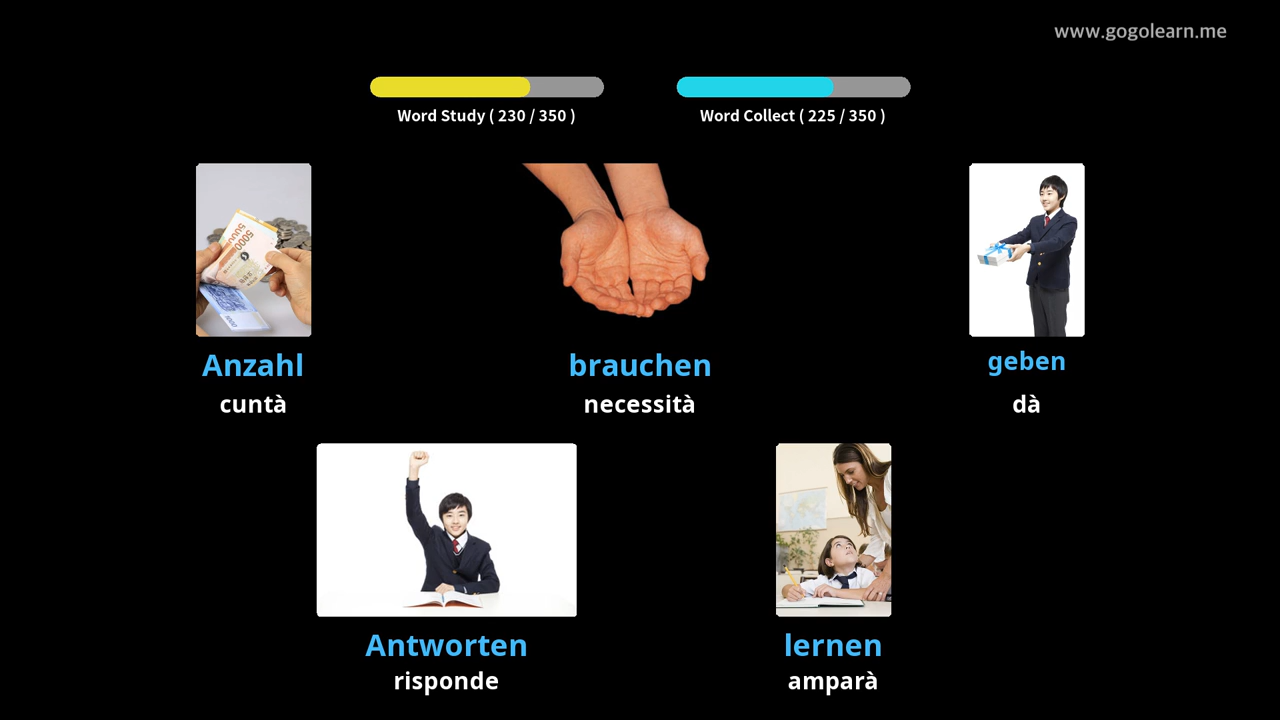 www.gogolearn.me
Word Study ( 230 / 350 )
Word Collect ( 225 / 350 )
5000
Anzahl
brauchen
geben
cuntà
necessità
dà
Antworten
lernen
risponde
amparà